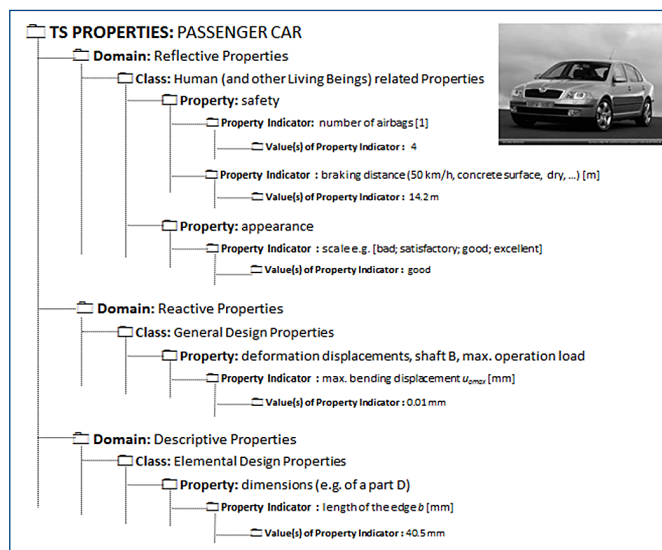 TS PROPERTIES: PASSENGER CAR
Domain: Reflective Properties
Class: Human (and other Living Beings) related Properties
Property: safety
Property Indicator: number of airbags [1]
Value(s) of Property Indicator : 4
Property Indicator : braking distance (50 km/h, concrete surface, dry, ...) [m]
Value(s) of Property Indicator : 14.2 m
Property: appearance
Property Indicator : scale e.g. [bad; satisfactory; good; excellent]
Value(s) of Property Indicator : good
Domain: Reactive Properties
Class: General Design Properties
Property: deformation displacements, shaft B, max. operation load
Property Indicator : max. bending displacement uomax [mm]
Value(s) of Property Indicator : 0.01 mm
Domain: Descriptive Properties
Class: Elemental Design Properties
Property: dimensions (e.g. of a part D)
Property Indicator : length of the edge b [mm]
Value(s) of Property Indicator : 40.5 mm